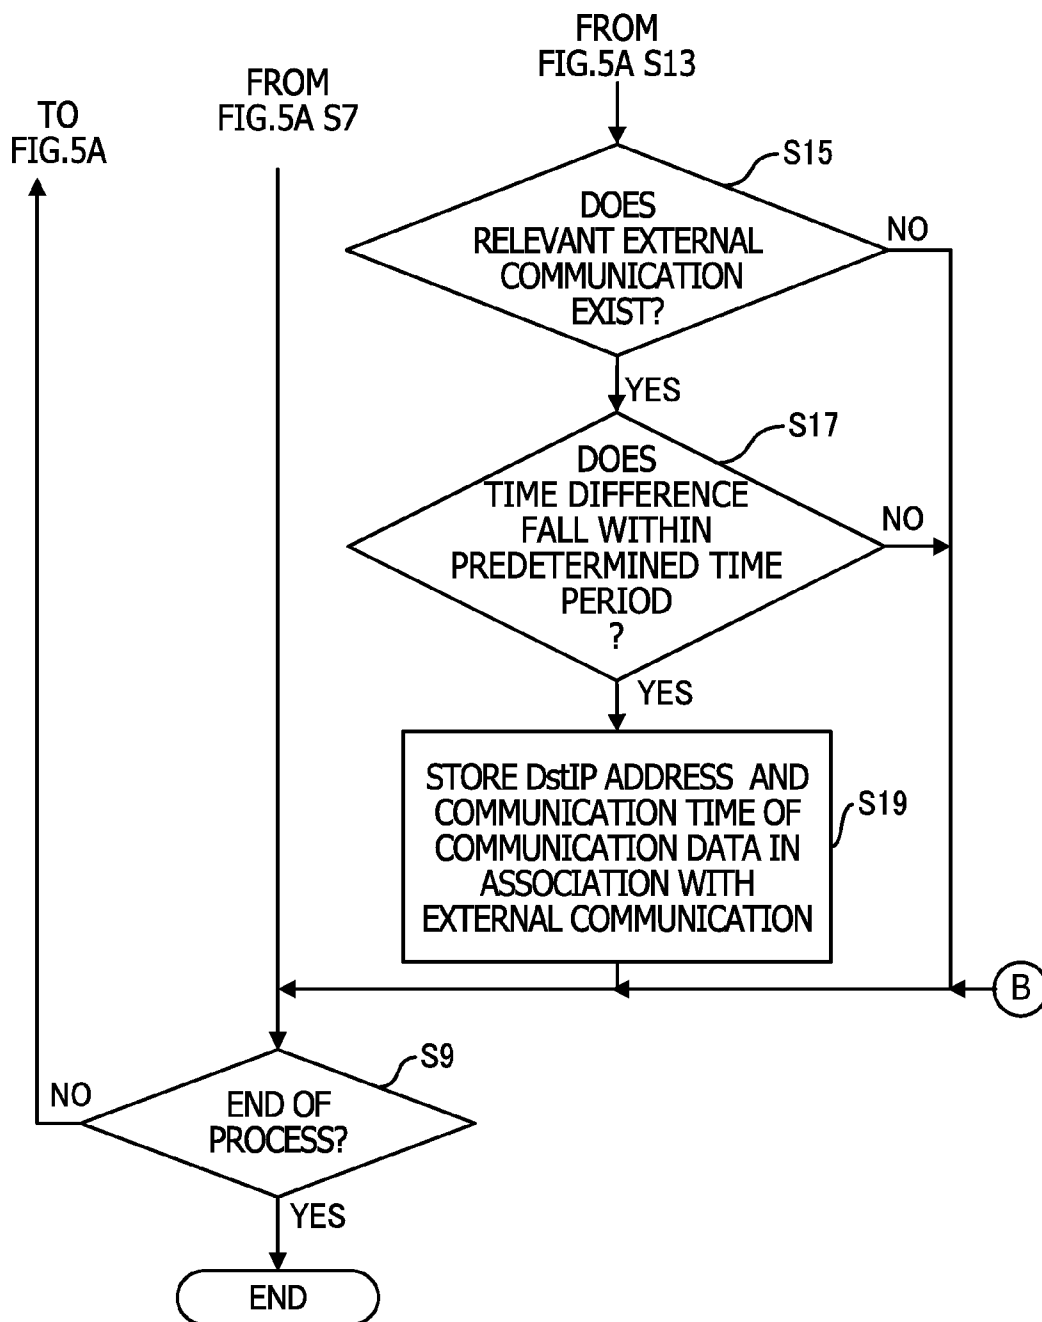 FROM
FIG.5A S13
FROM
FIG.5A S7
TO
FIG.5A
S15
DOES
RELEVANT EXTERNAL
COMMUNICATION
EXIST?
NO
YES
S17
DOES
TIME DIFFERENCE
FALL WITHIN
PREDETERMINED TIME
PERIOD
?
NO
YES
STORE DstIP ADDRESS AND
COMMUNICATION TIME OF
COMMUNICATION DATA IN
ASSOCIATION WITH
EXTERNAL COMMUNICATION
S19
B
S9
NO
END OF
PROCESS?
YES
END